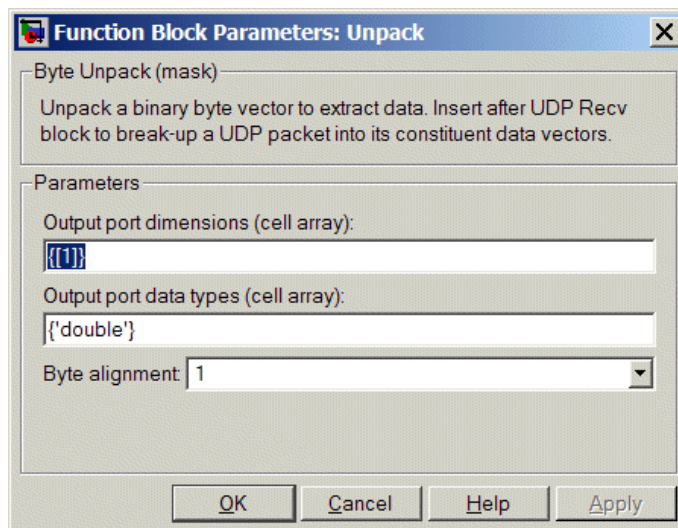 Function Block Parameters: Unpack
Byte Unpack (mask)
Unpack a binary byte vector to extract data. Insert after UDP Recv
block to break-up a UDP packet into its constituent data vectors.
Parameters
Output port dimensions (cell array):
{[1]}
Output port data types (cell array):
{'double'}
Byte alignment: 1
OK Cancel Help Apply